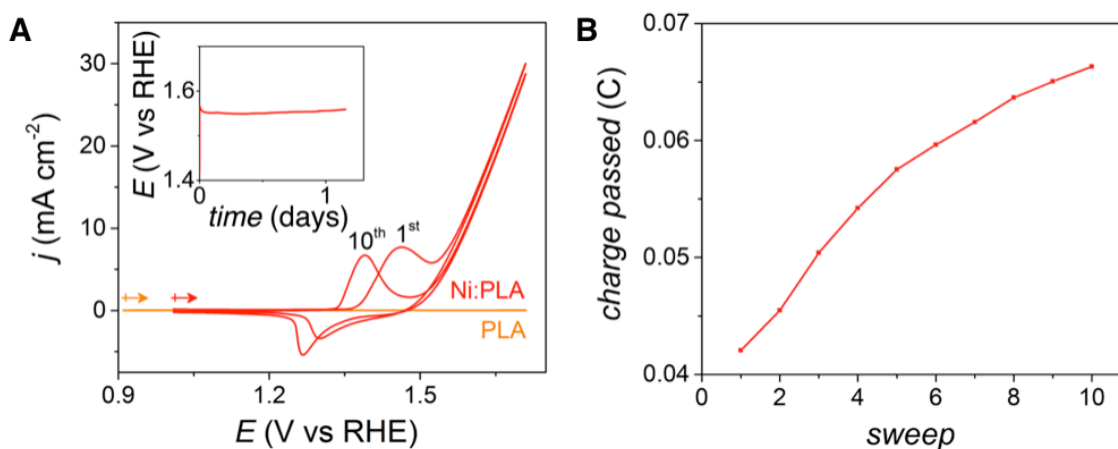 A
j (mA cm⁻²)
30
20
10
0
0.9
1.2
1.5
E (V vs RHE)
E (V vs RHE)
1.6
1.4
0
1
time (days)
10th
1st
Ni:PLA
PLA
B
charge passed (C)
0.07
0.06
0.05
0.04
0
2
4
6
8
10
sweep